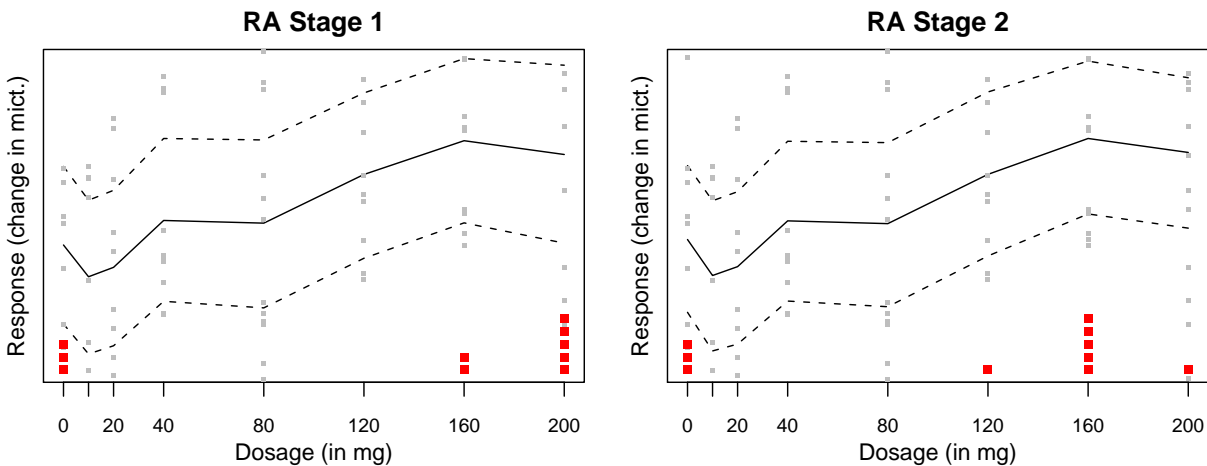 RA Stage 1
Response (change in mict.)
0 20 40 80 120 160 200
Dosage (in mg)
RA Stage 2
Response (change in mict.)
0 20 40 80 120 160 200
Dosage (in mg)